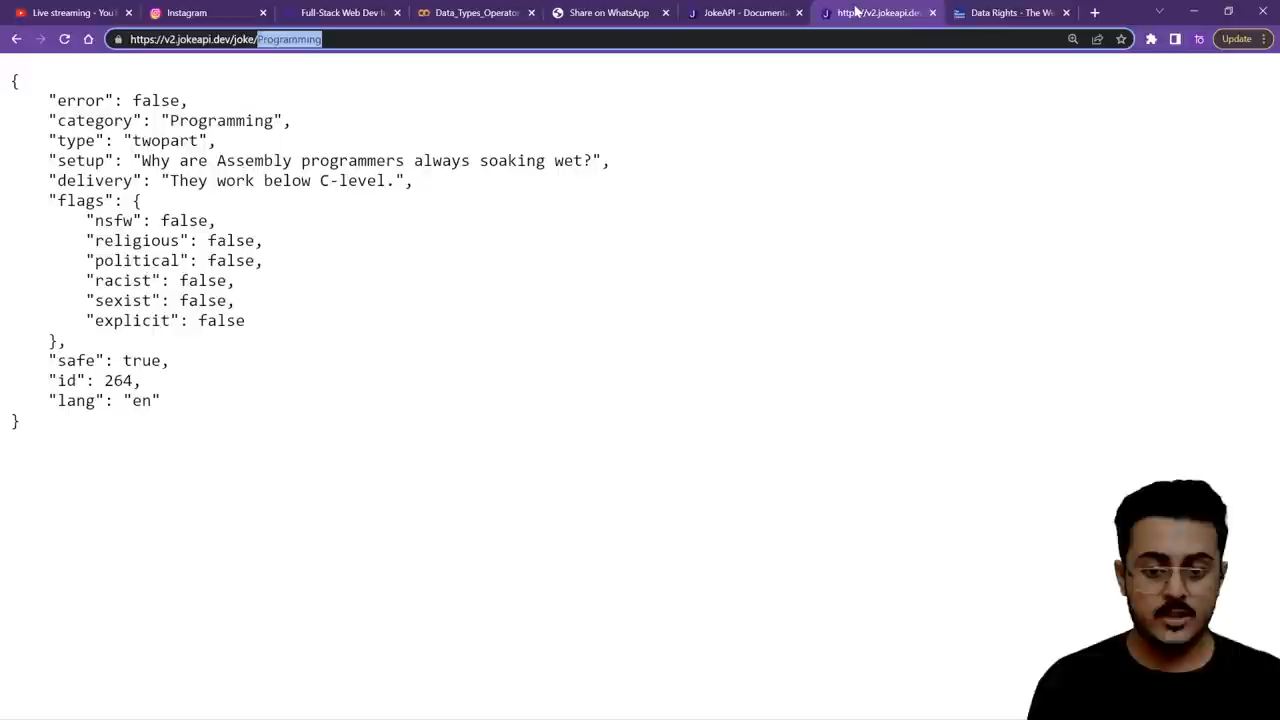 Live streaming - You
Instagram
Full-Stack Web Dev I
Data_Types_Operator
Share on WhatsApp
JokeAPI - Document
https://v2.jokeapi.dev
Data Rights - The W
https://v2.jokeapi.dev/joke/Programming
Update
{
"error": false,
"category": "Programming",
"type": "twopart",
"setup": "Why are Assembly programmers always soaking wet?",
"delivery": "They work below C-level.",
"flags": {
"nsfw": false,
"religious": false,
"political": false,
"racist": false,
"sexist": false,
"explicit": false
},
"safe": true,
"id": 264,
"lang": "en"
}